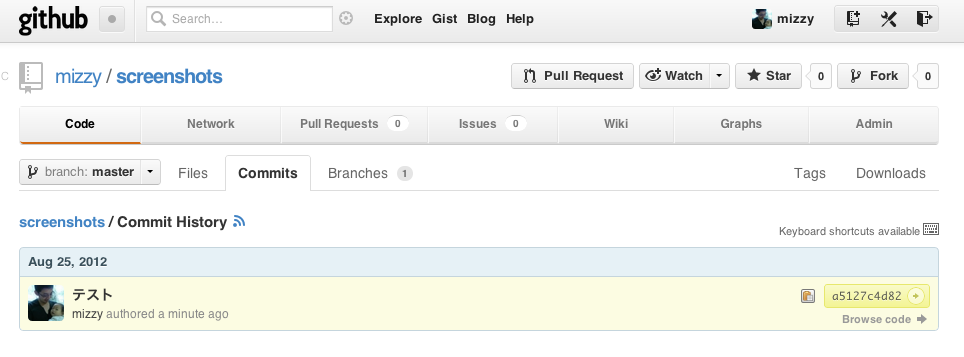 github Search... Explore Gist Blog Help mizzy
mizzy / screenshots Pull Request Watch Star 0 Fork 0
Code Network Pull Requests 0 Issues 0 Wiki Graphs Admin
branch: master Files Commits Branches 1 Tags Downloads
screenshots / Commit History
Keyboard shortcuts available
Aug 25, 2012
テスト a5127c4d82
mizzy authored a minute ago
Browse code